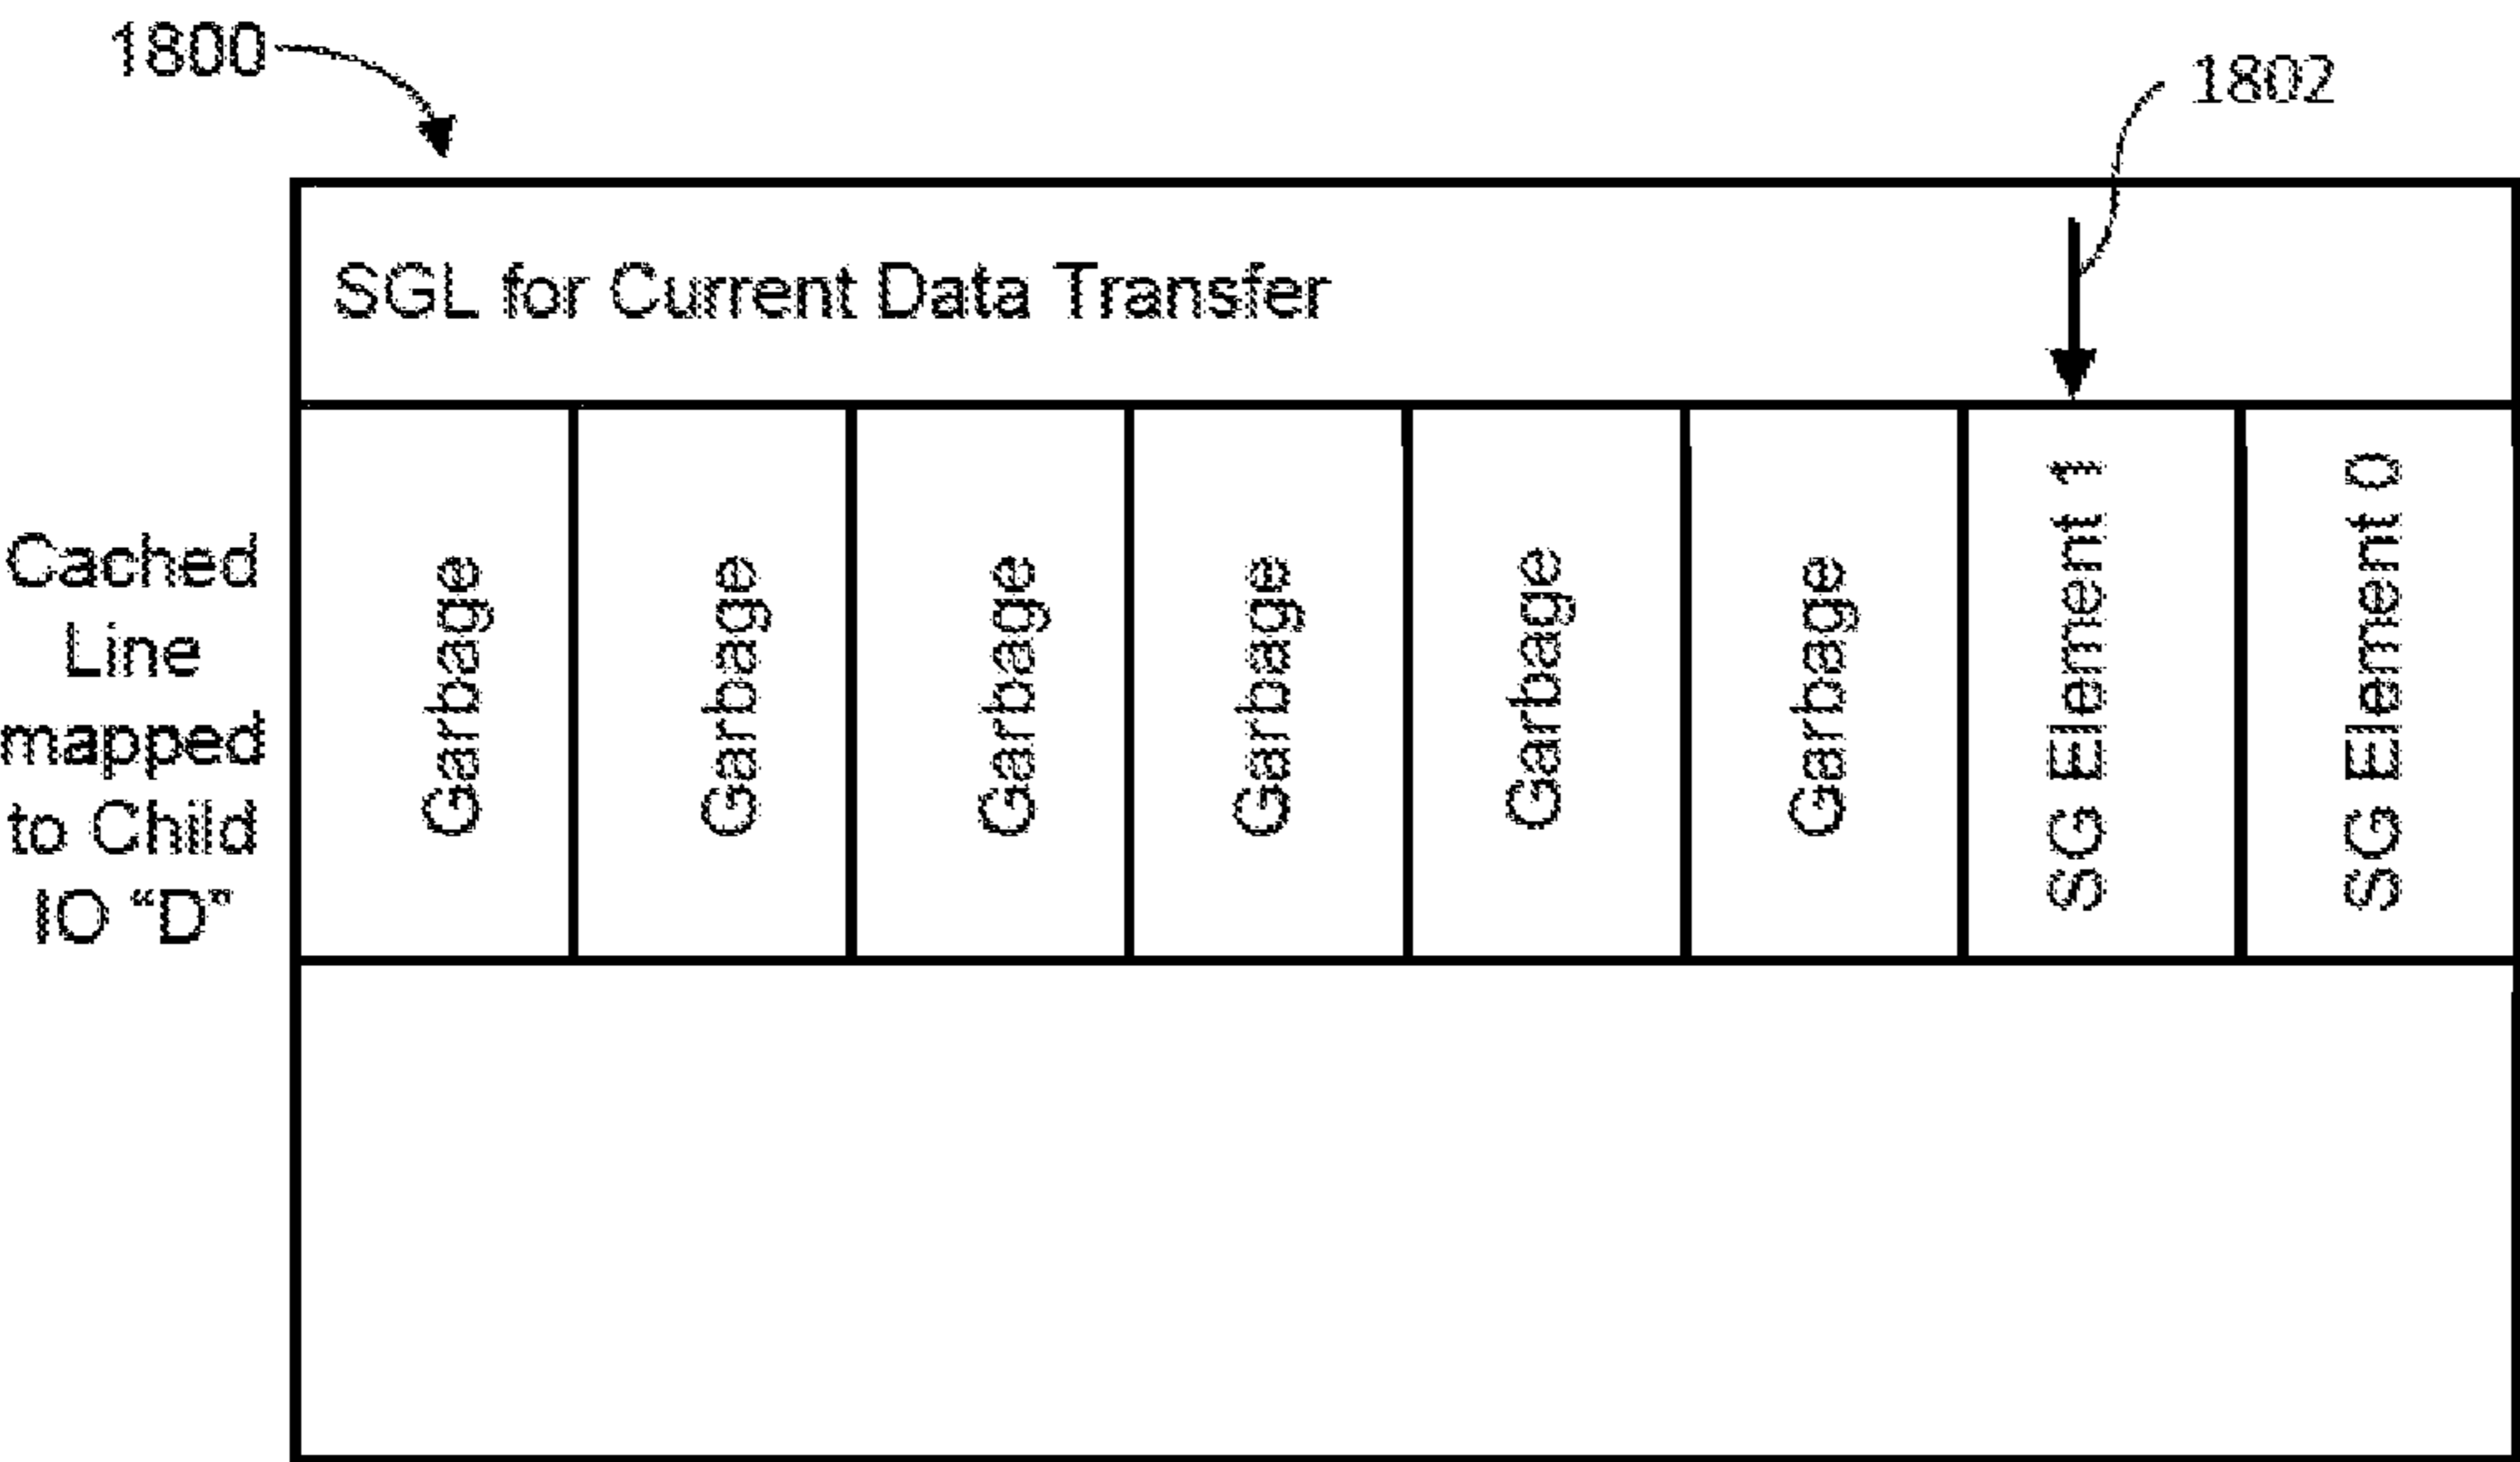 1800
1802
SGL for Current Data Transfer
Cached
Line
mapped
to Child
IO “D”
Garbage
Garbage
Garbage
Garbage
Garbage
Garbage
SG Element 1
SG Element 0